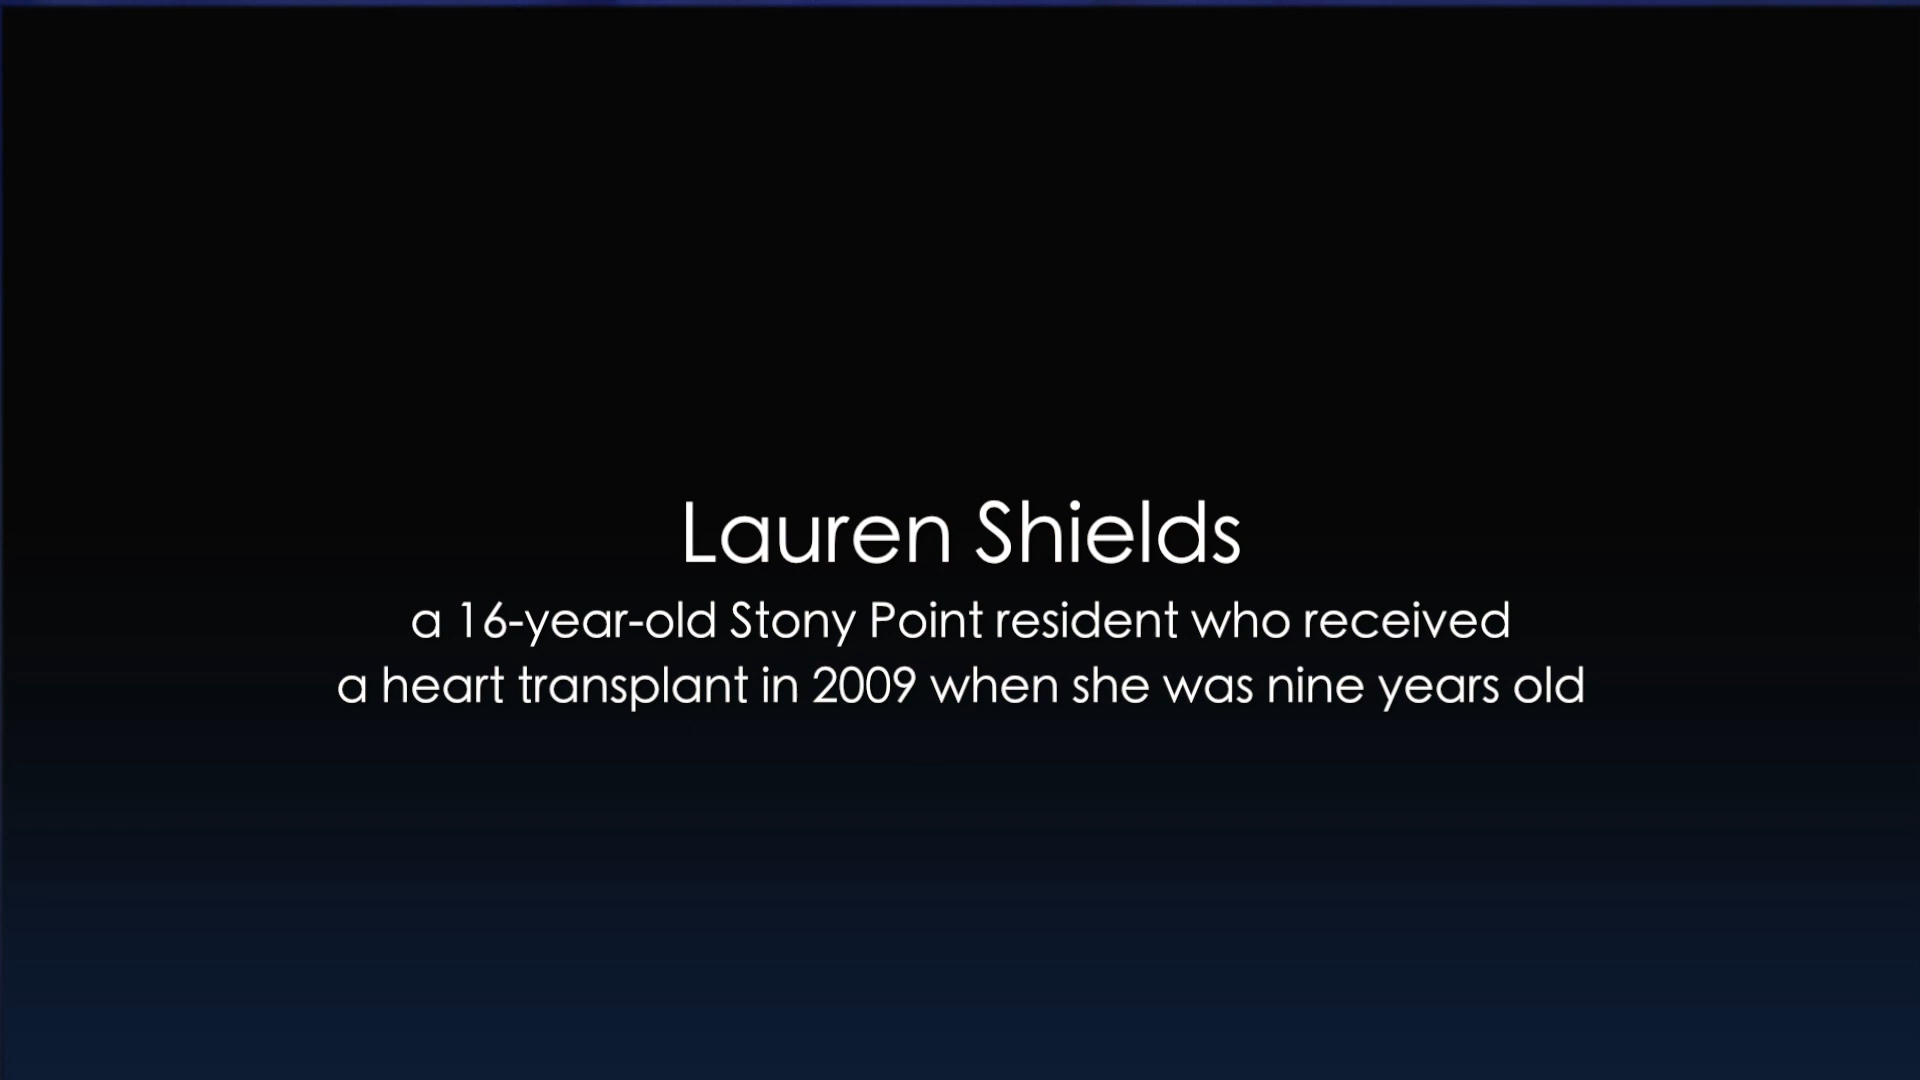 Lauren Shields
a 16-year-old Stony Point resident who received
a heart transplant in 2009 when she was nine years old